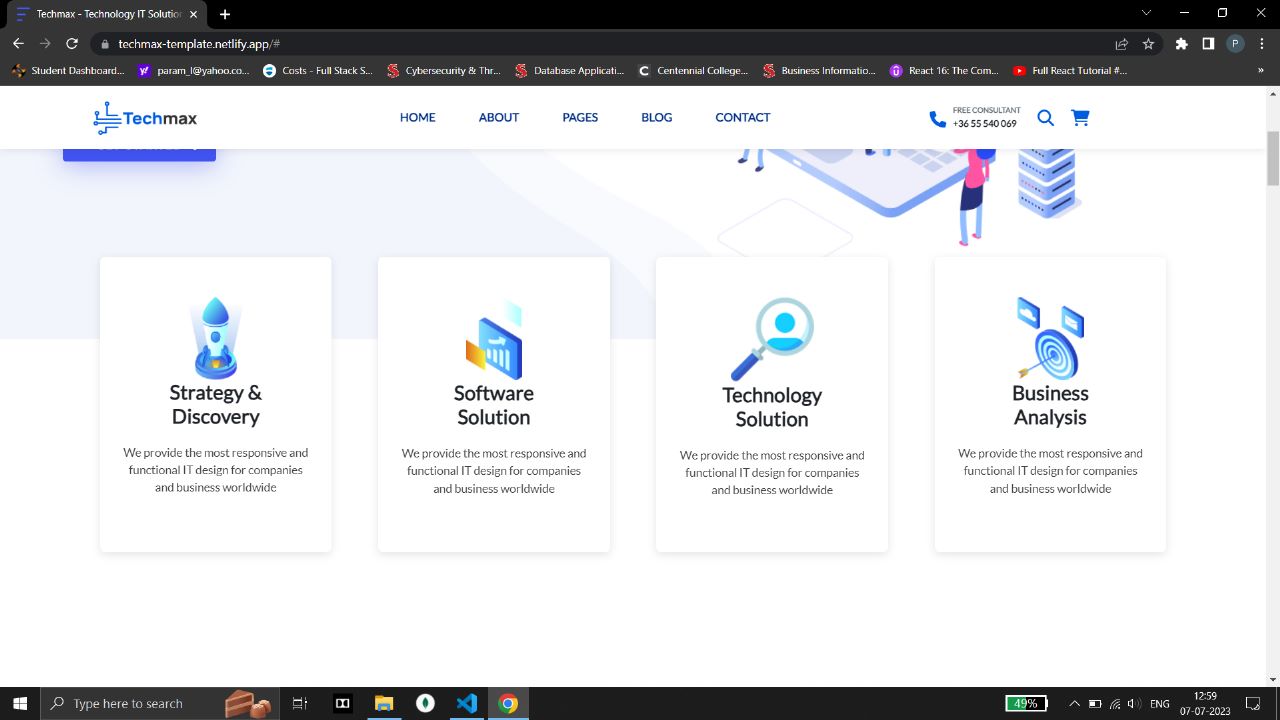 Techmax - Technology IT Solution
techmax-template.netlify.app/#
P
Student Dashboard...
param_l@yahoo.co...
Costs - Full Stack S...
Cybersecurity & Thr...
Database Applicati...
Centennial College...
Business Informatio...
React 16: The Com...
Full React Tutorial #...
»
Techmax
HOME
ABOUT
PAGES
BLOG
CONTACT
FREE CONSULTANT
+36 55 540 069
Strategy &
Discovery
We provide the most responsive and
functional IT design for companies
and business worldwide
Software
Solution
We provide the most responsive and
functional IT design for companies
and business worldwide
Technology
Solution
We provide the most responsive and
functional IT design for companies
and business worldwide
Business
Analysis
We provide the most responsive and
functional IT design for companies
and business worldwide
Type here to search
49%
ENG
12:59
07-07-2023